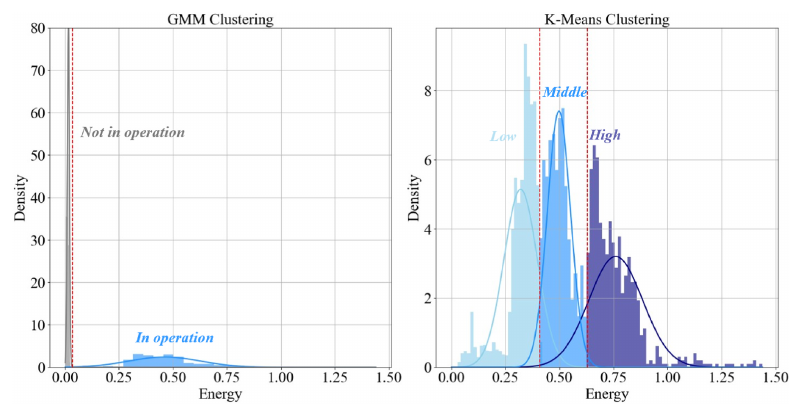 GMM Clustering
80
70
60
50
40
30
20
10
0
Density
Not in operation
In operation
0.00 0.25 0.50 0.75 1.00 1.25 1.50
Energy
K-Means Clustering
8
6
4
2
0
Density
Low
Middle
High
0.00 0.25 0.50 0.75 1.00 1.25 1.50
Energy